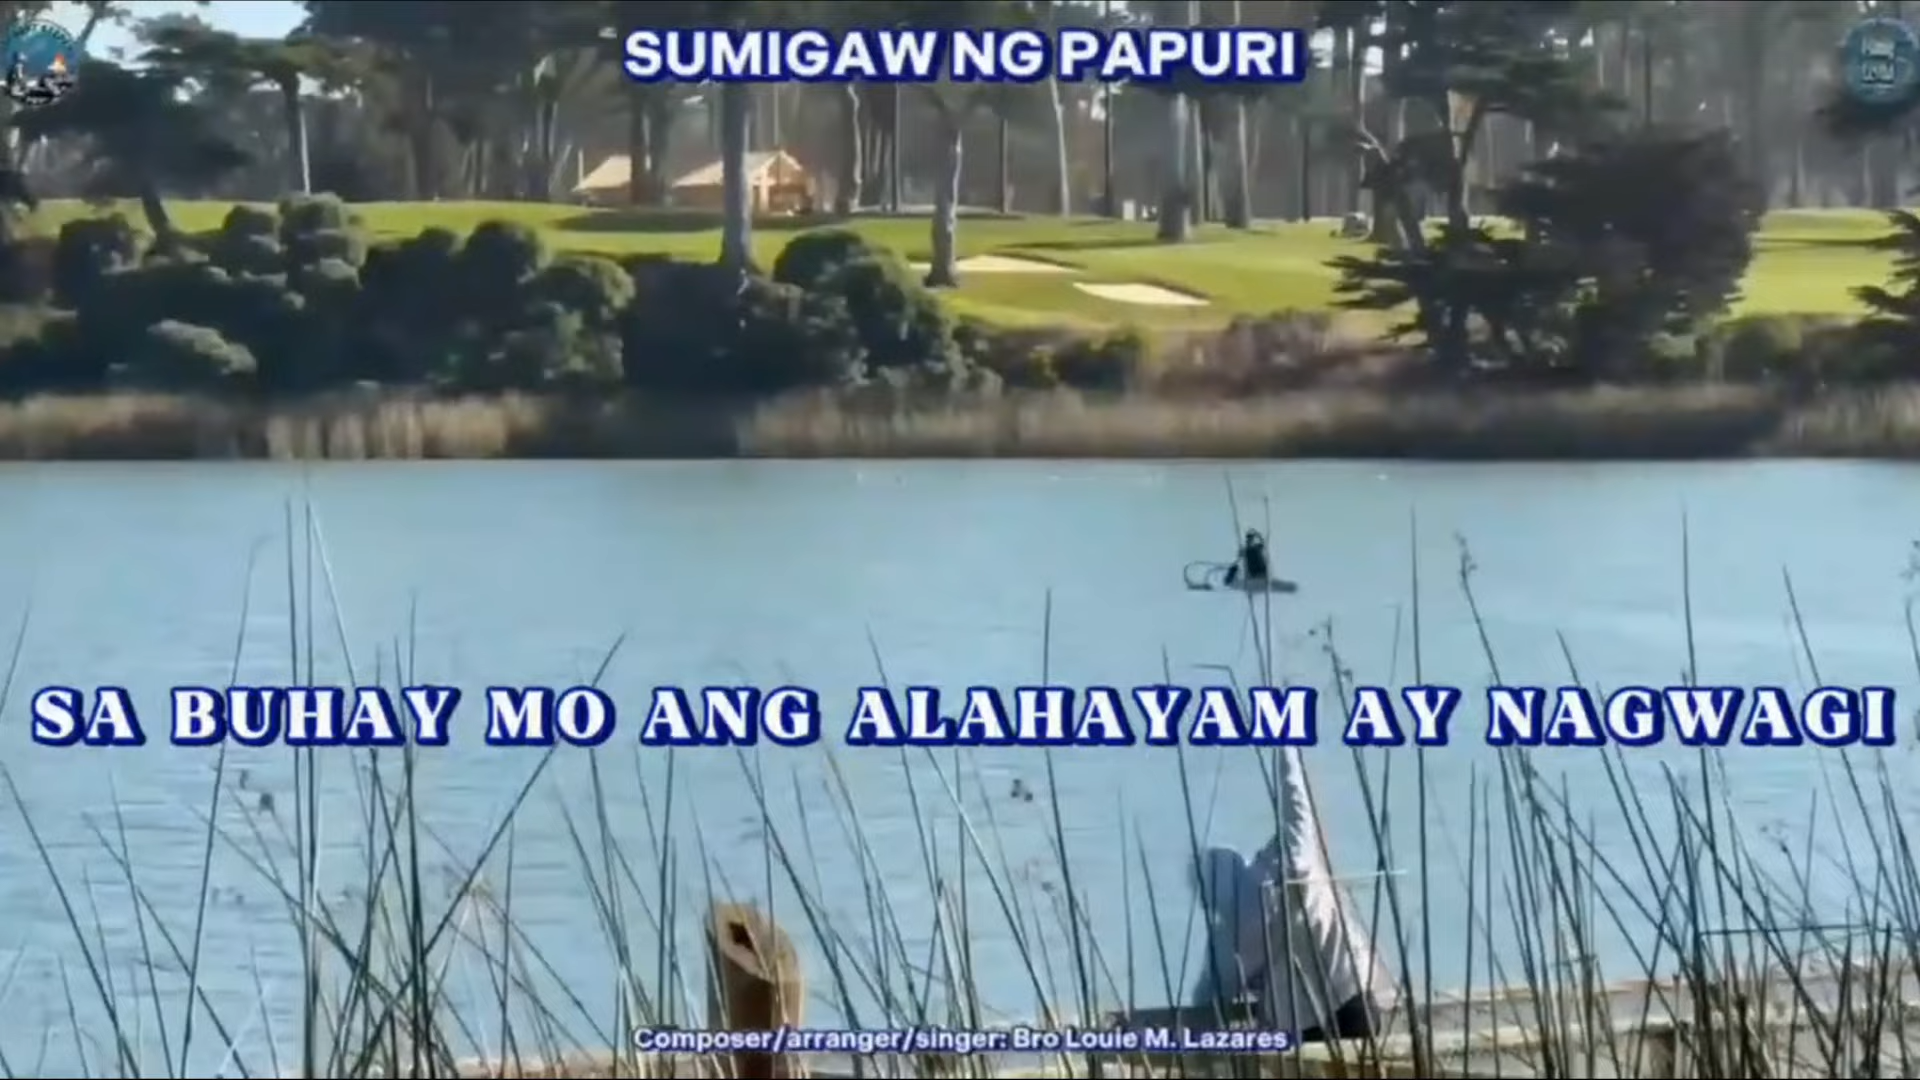 SUMIGAW NG PAPURI
SA BUHAY MO ANG ALAHAYAM AY NAGWAGI
Composer/arranger/singer: Bro Louie M. Lazares